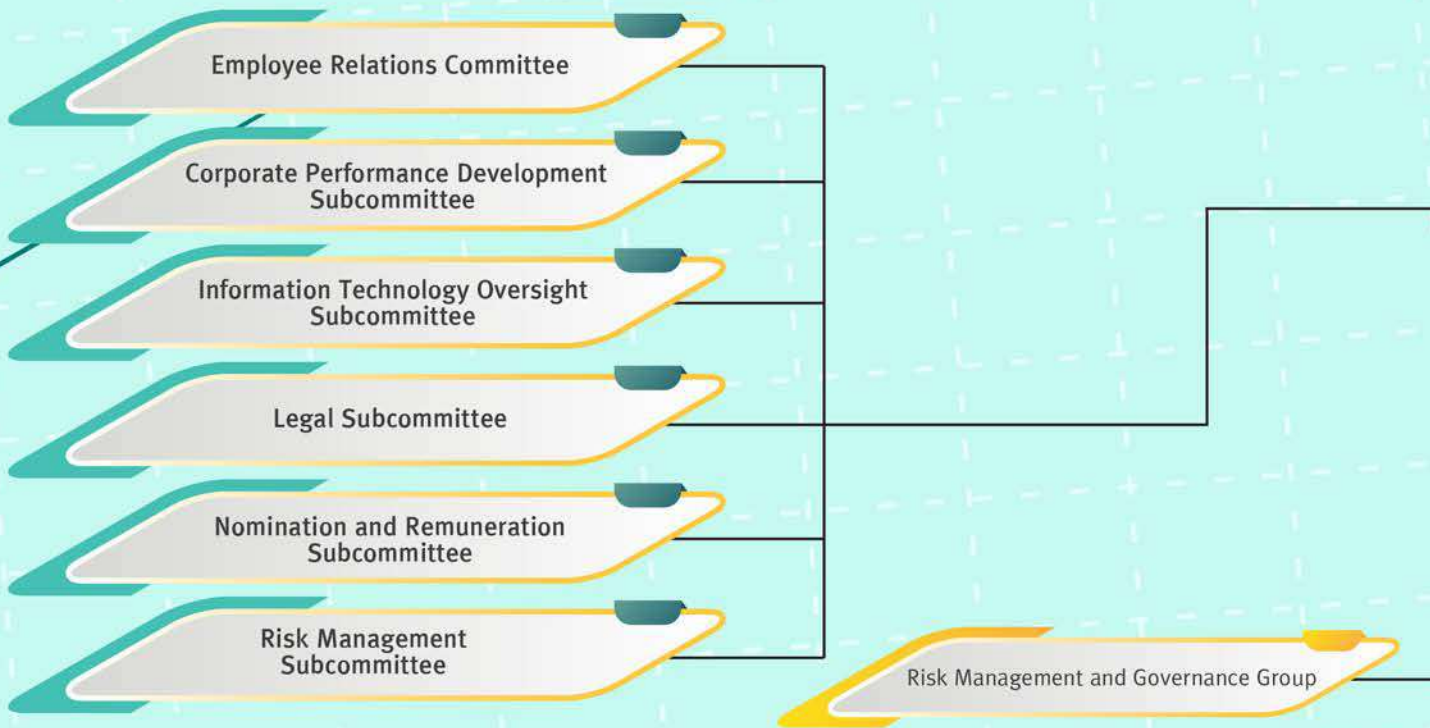 Employee Relations Committee
Corporate Performance Development
Subcommittee
Information Technology Oversight
Subcommittee
Legal Subcommittee
Nomination and Remuneration
Subcommittee
Risk Management
Subcommittee
Risk Management and Governance Group